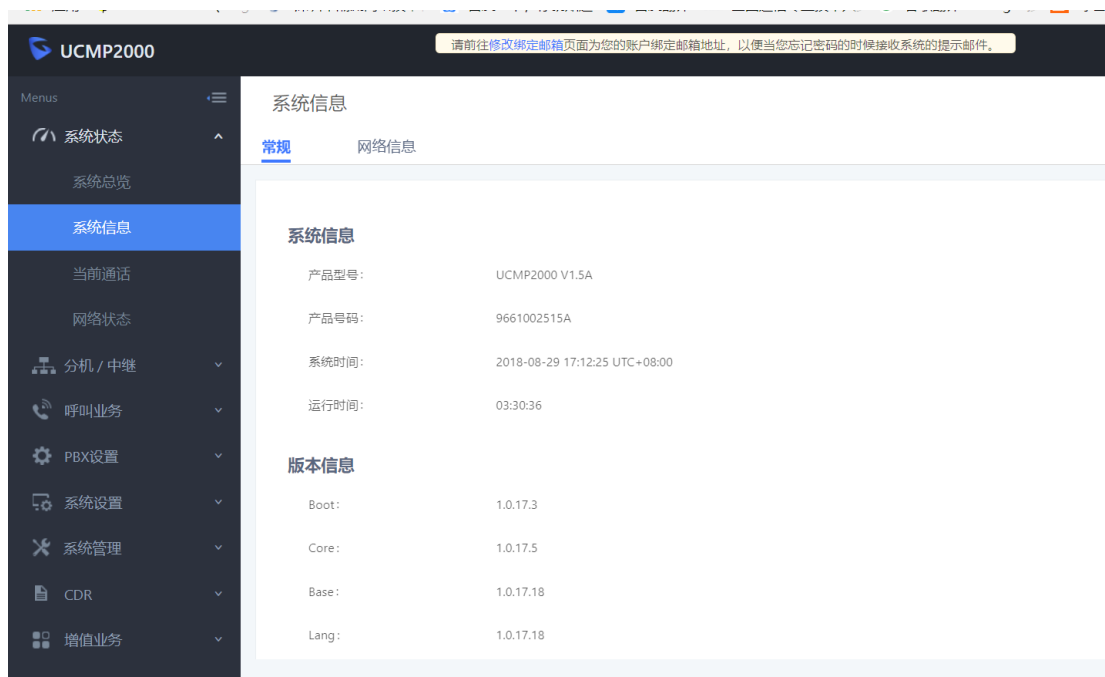 UCMP2000
请前往修改绑定邮箱页面为您的账户绑定邮箱地址，以便当您忘记密码的时候接收系统的提示邮件。
Menus
系统状态
系统总览
系统信息
当前通话
网络状态
分机 / 中继
呼叫业务
PBX设置
系统设置
系统管理
CDR
增值业务
系统信息
常规 网络信息
系统信息
产品型号： UCMP2000 V1.5A
产品号码： 9661002515A
系统时间： 2018-08-29 17:12:25 UTC+08:00
运行时间： 03:30:36
版本信息
Boot： 1.0.17.3
Core： 1.0.17.5
Base： 1.0.17.18
Lang： 1.0.17.18